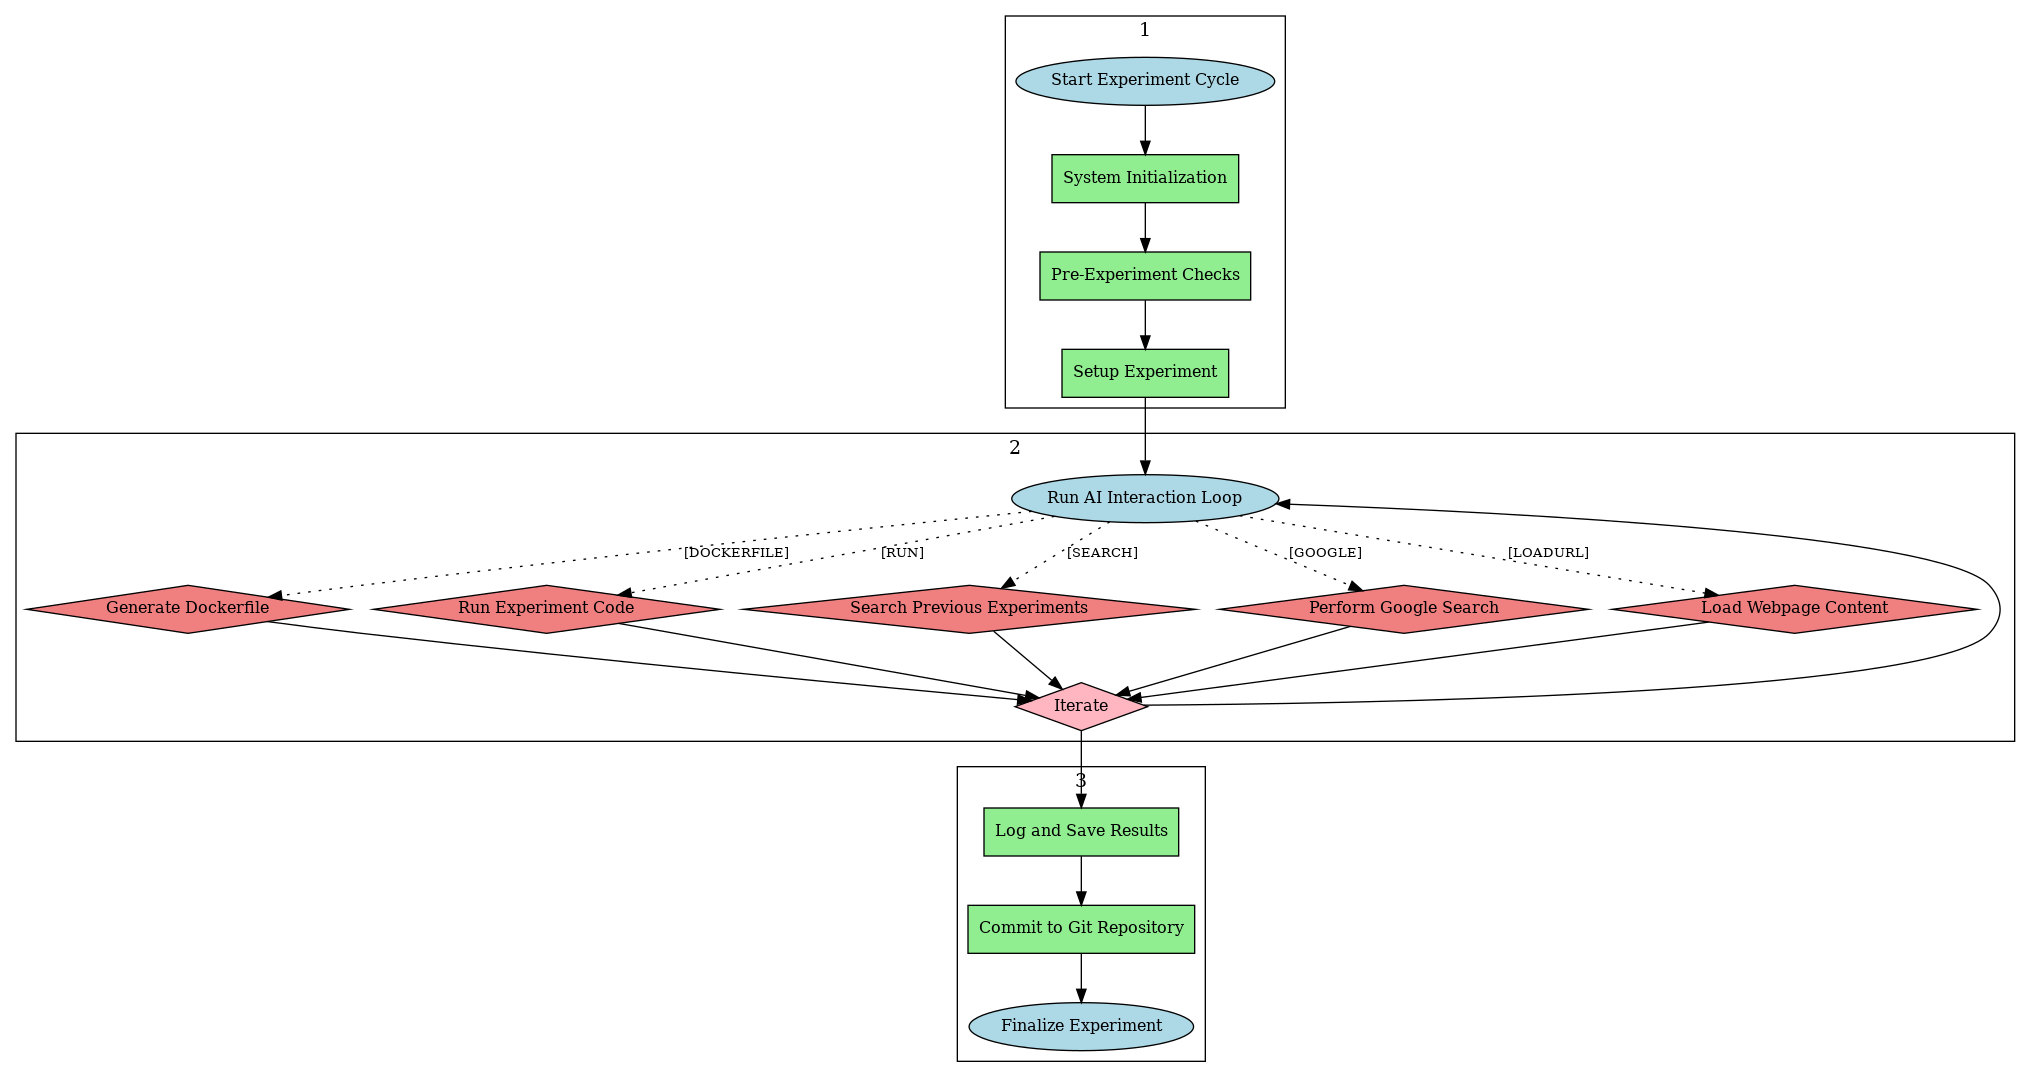 1
Start Experiment Cycle
System Initialization
Pre-Experiment Checks
Setup Experiment
2
Run AI Interaction Loop
[DOCKERFILE]
[RUN]
[SEARCH]
[GOOGLE]
[LOADURL]
Generate Dockerfile
Run Experiment Code
Search Previous Experiments
Perform Google Search
Load Webpage Content
Iterate
3
Log and Save Results
Commit to Git Repository
Finalize Experiment